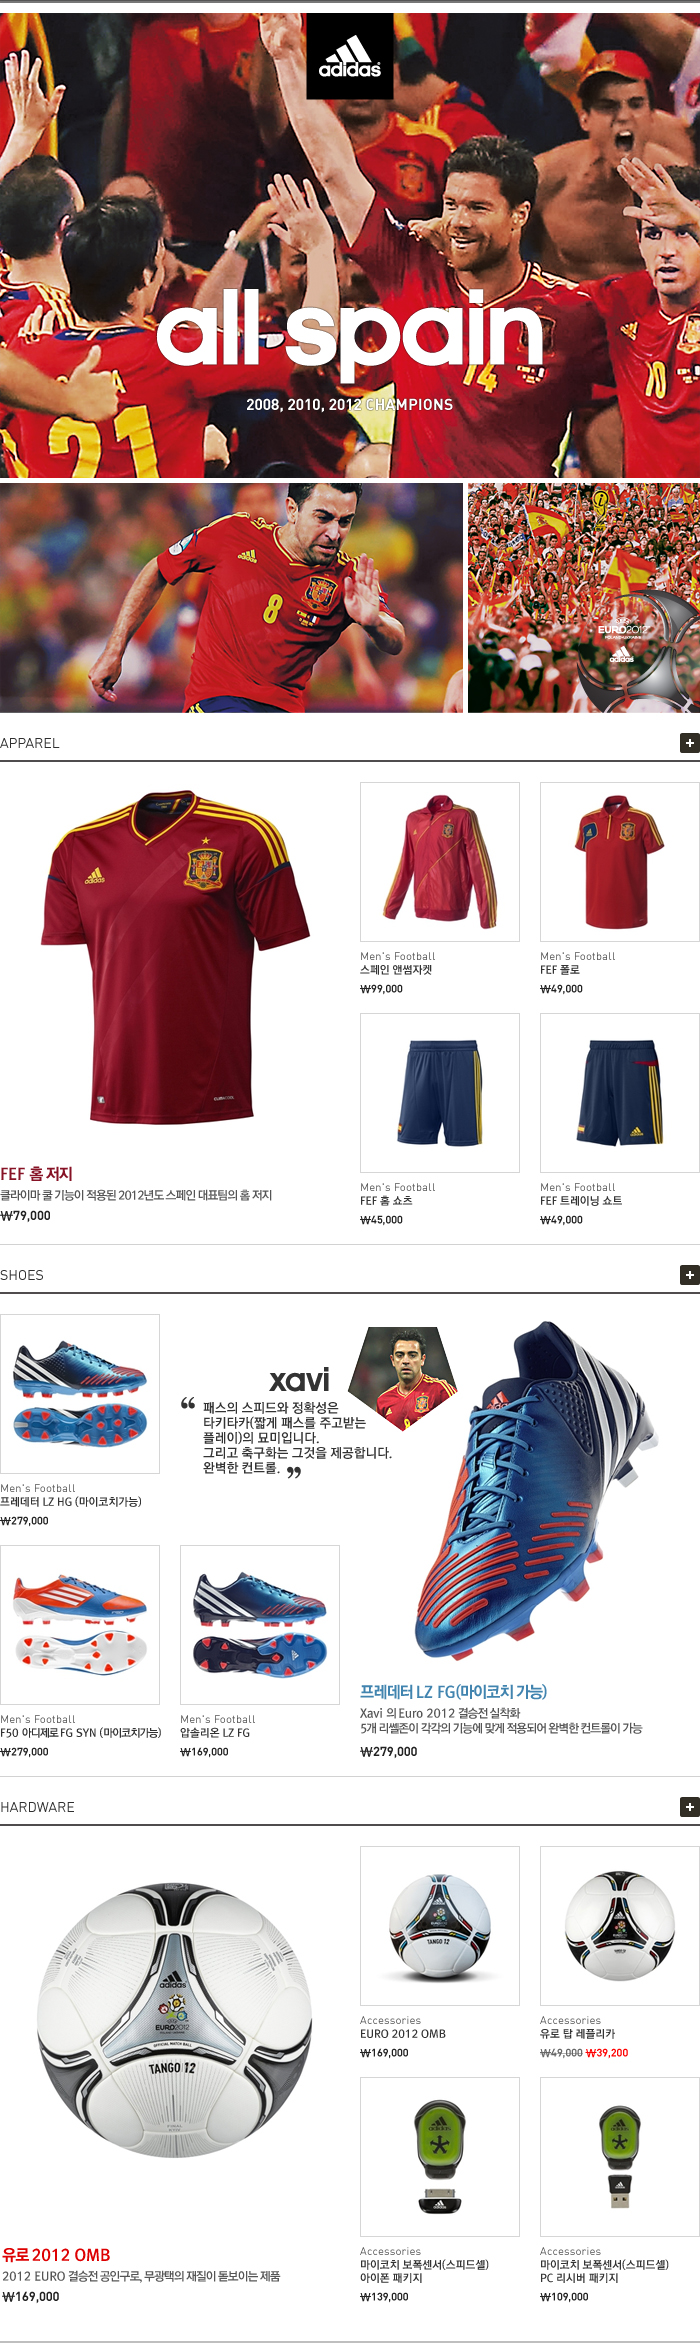 adidas
all spain
2008, 2010, 2012 CHAMPIONS
21
14
10
8
EURO2012
adidas
APPAREL
adidas
FEF 홈 저지
클라이마 쿨 기능이 적용된 2012년도 스페인 대표팀의 홈 저지
₩79,000
Men's Football
스페인 앤썸자켓
₩99,000
Men's Football
FEF 폴로
₩49,000
Men's Football
FEF 홈 쇼츠
₩45,000
Men's Football
FEF 트레이닝 쇼트
₩49,000
SHOES
Men's Football
프레데터 LZ HG (마이코치가능)
₩279,000
xavi
“ 패스의 스피드와 정확성은
타키타카(짧게 패스를 주고받는
플레이)의 묘미입니다.
그리고 축구화는 그것을 제공합니다.
완벽한 컨트롤. ”
Men's Football
F50 아디제로 FG SYN (마이코치가능)
₩279,000
Men's Football
압솔리온 LZ FG
₩169,000
adidas
프레데터 LZ FG(마이코치 가능)
Xavi 의 Euro 2012 결승전 실착화
5개 리쎌존이 각각의 기능에 맞게 적용되어 완벽한 컨트롤이 가능
₩279,000
HARDWARE
adidas
EURO2012
OFFICIAL MATCH BALL
TANGO 12
유로 2012 OMB
2012 EURO 결승전 공인구로, 무광택의 재질이 돋보이는 제품
₩169,000
TANGO 12
Accessories
EURO 2012 OMB
₩169,000
Accessories
유로 탑 레플리카
₩49,000 ₩39,200
adidas
Accessories
마이코치 보폭센서(스피드셀)
아이폰 패키지
₩139,000
adidas
Accessories
마이코치 보폭센서(스피드셀)
PC 리시버 패키지
₩109,000